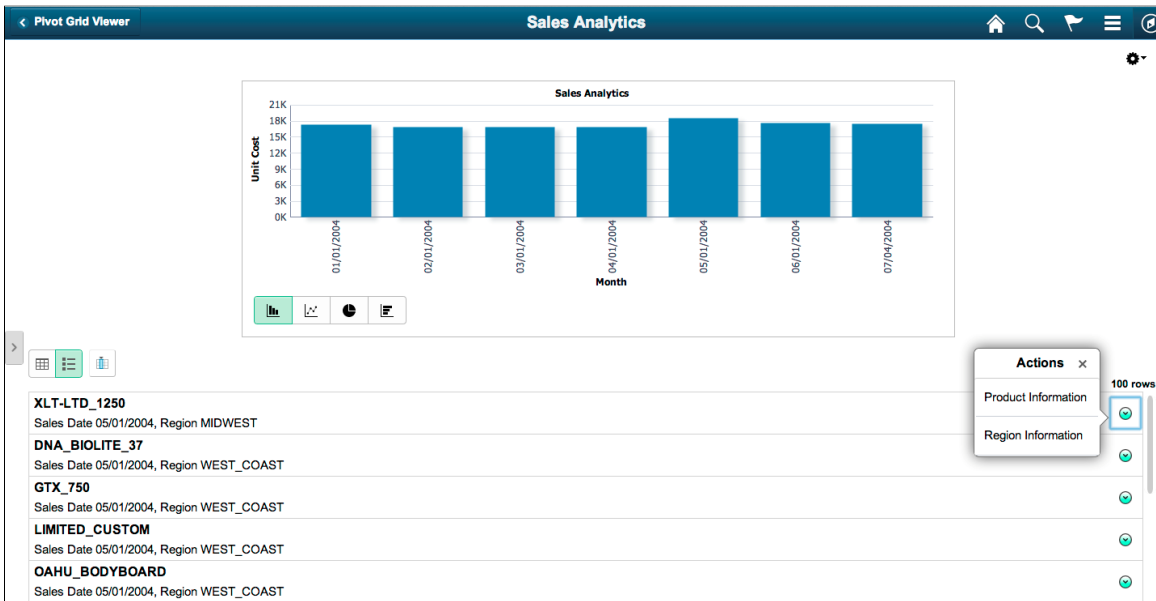 Pivot Grid Viewer
Sales Analytics
Sales Analytics
21K
18K
15K
12K
9K
6K
3K
0K
Unit Cost
01/01/2004
02/01/2004
03/01/2004
04/01/2004
05/01/2004
06/01/2004
07/04/2004
Month
Actions ×
Product Information
Region Information
100 rows
XLT-LTD_1250
Sales Date 05/01/2004, Region MIDWEST
DNA_BIOLITE_37
Sales Date 05/01/2004, Region WEST_COAST
GTX_750
Sales Date 05/01/2004, Region WEST_COAST
LIMITED_CUSTOM
Sales Date 05/01/2004, Region WEST_COAST
OAHU_BODYBOARD
Sales Date 05/01/2004, Region WEST_COAST